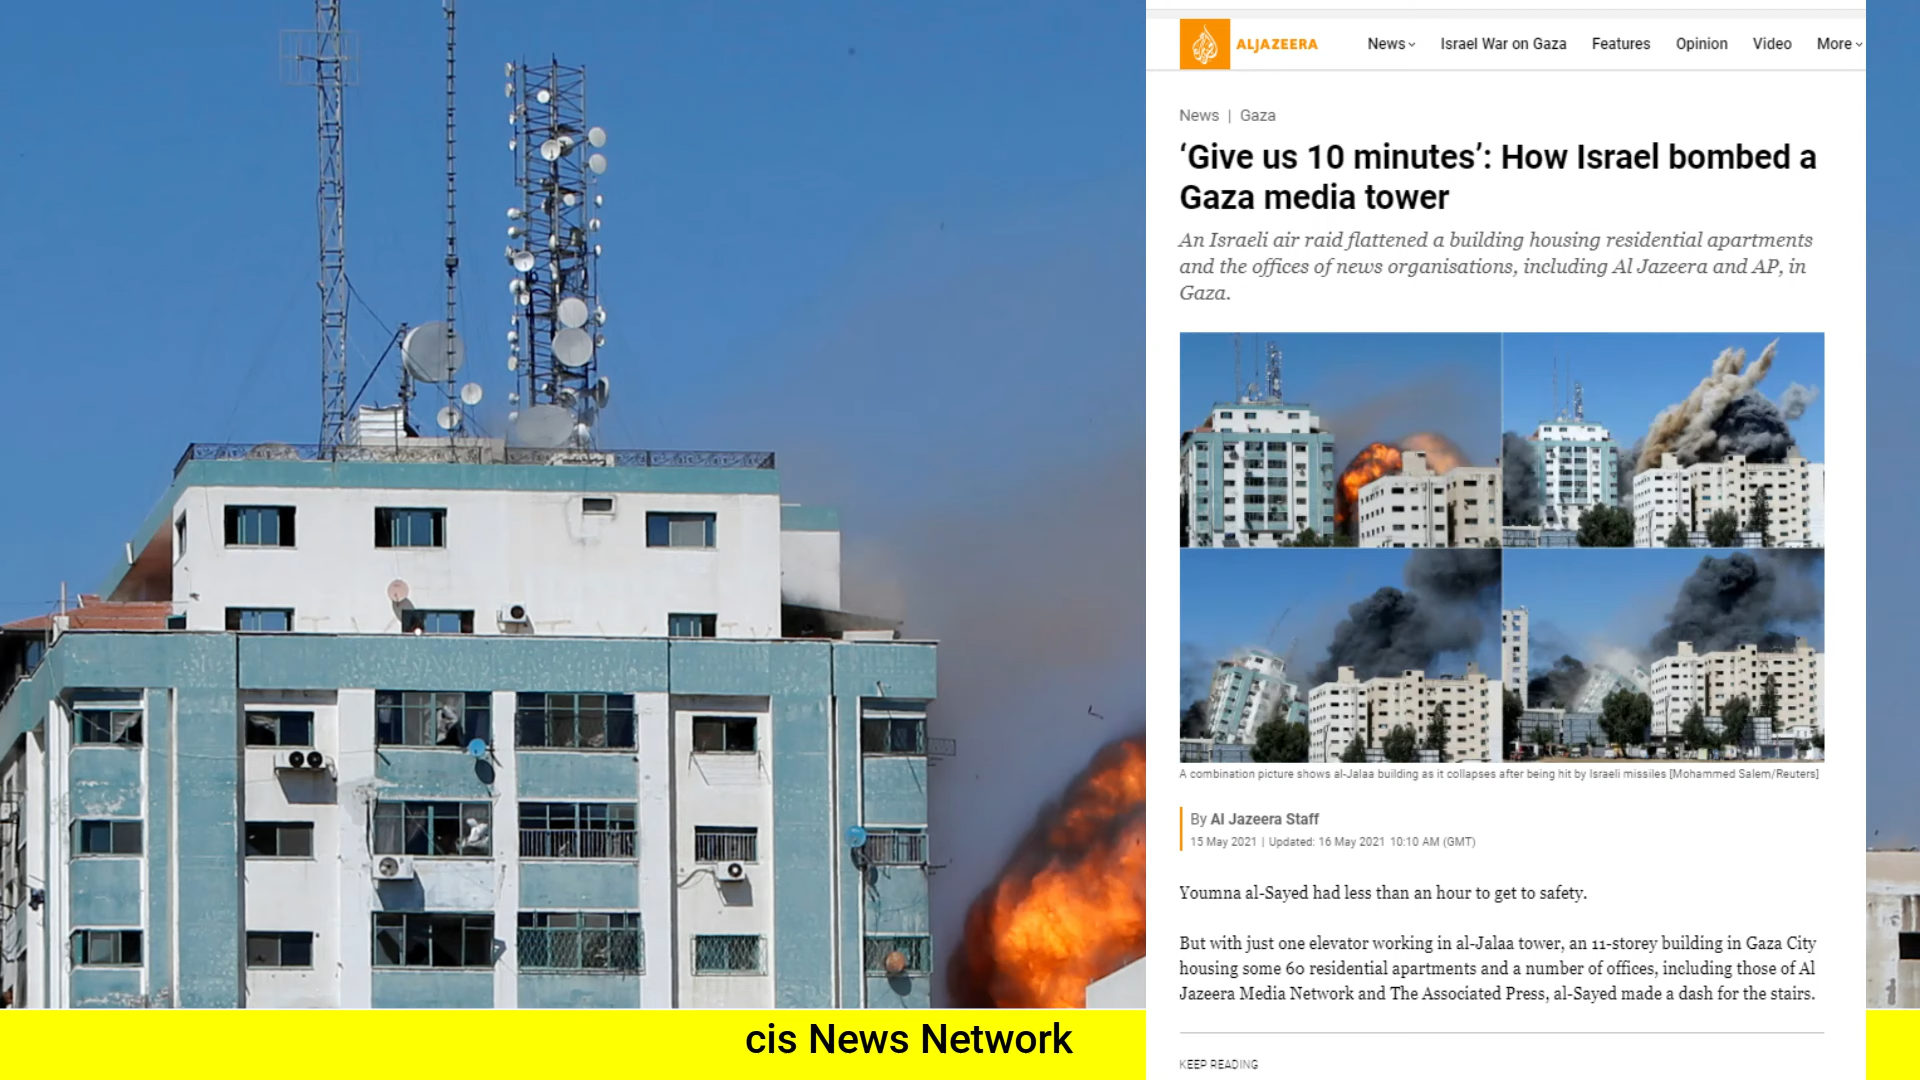 ALJAZEERA
News
Israel War on Gaza
Features
Opinion
Video
More
News | Gaza
‘Give us 10 minutes’: How Israel bombed a
Gaza media tower
An Israeli air raid flattened a building housing residential apartments
and the offices of news organisations, including Al Jazeera and AP, in
Gaza.
A combination picture shows al-Jalaa building as it collapses after being hit by Israeli missiles [Mohammed Salem/Reuters]
By Al Jazeera Staff
15 May 2021 | Updated: 16 May 2021 10:10 AM (GMT)
Youmna al-Sayed had less than an hour to get to safety.
But with just one elevator working in al-Jalaa tower, an 11-storey building in Gaza City
housing some 60 residential apartments and a number of offices, including those of Al
Jazeera Media Network and The Associated Press, al-Sayed made a dash for the stairs.
KEEP READING
cis News Network